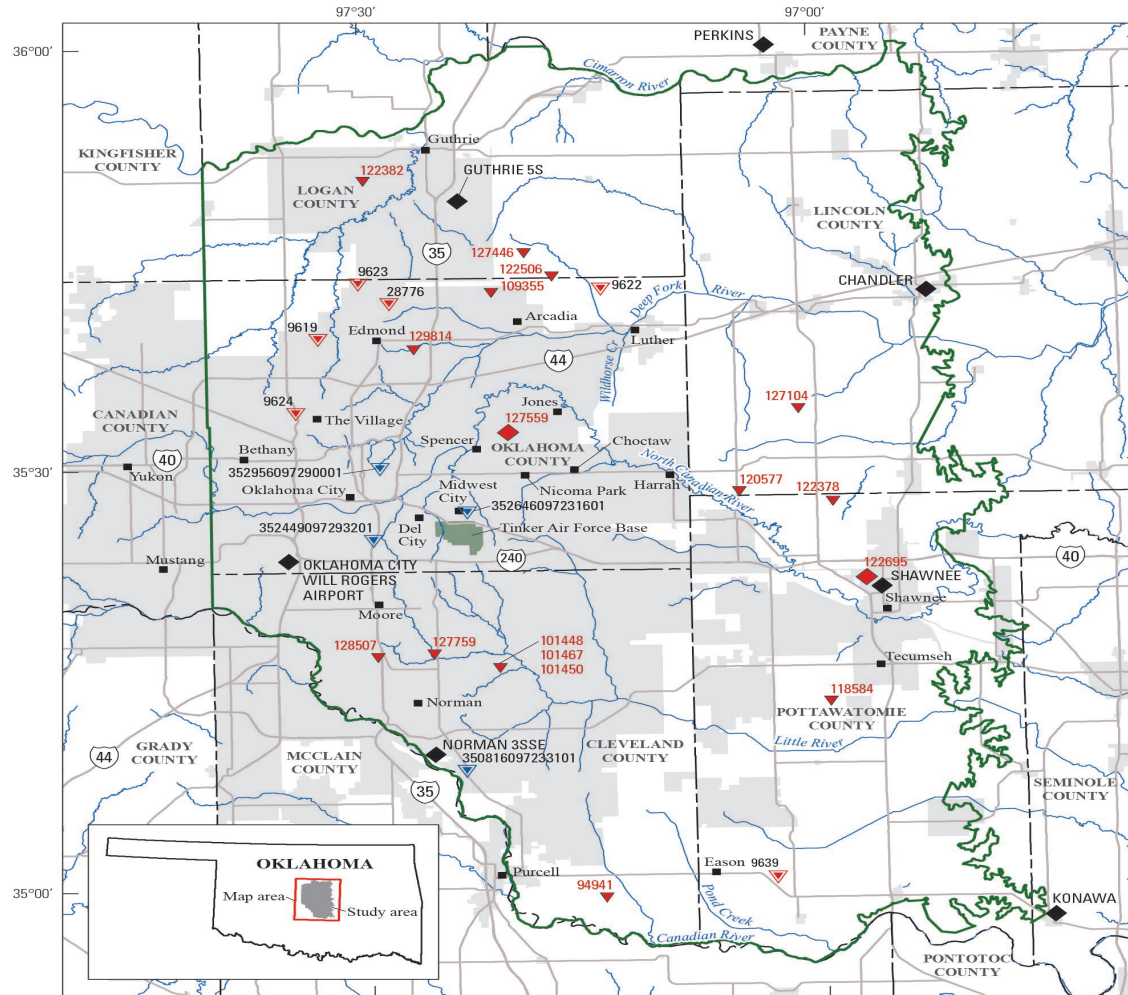 97°30'
97°00'
36°00'
PERKINS
PAYNE
COUNTY
Cimarron River
KINGFISHER
COUNTY
Guthrie
122382
GUTHRIE 5S
LOGAN
COUNTY
LINCOLN
COUNTY
35
127446
122506
109355
9623
28776
9622
CHANDLER
Deep Fork
River
9619
Edmond
129814
Arcadia
Luther
44
Wildhorse Cr
9624
The Village
Jones
127559
127104
CANADIAN
COUNTY
Bethany
Spencer
OKLAHOMA
COUNTY
Choctaw
40
35°30'
Yukon
352956097290001
Oklahoma City
Midwest
City
352646097231601
Nicoma Park
Harrah
North Canadian River
120577
122378
352449097293201
Del
City
Tinker Air Force Base
240
40
Mustang
OKLAHOMA CITY
WILL ROGERS
AIRPORT
122695
SHAWNEE
Shawnee
Moore
128507
127759
101448
101467
101450
Tecumseh
118584
Norman
POTTAWATOMIE
COUNTY
Little River
GRADY
COUNTY
44
MCCLAIN
COUNTY
NORMAN 3SSE
350816097233101
CLEVELAND
COUNTY
35
SEMINOLE
COUNTY
OKLAHOMA
Map area
Study area
Purcell
Eason
9639
35°00'
94941
Pond Creek
Canadian River
KONAWA
PONTOTOC
COUNTY